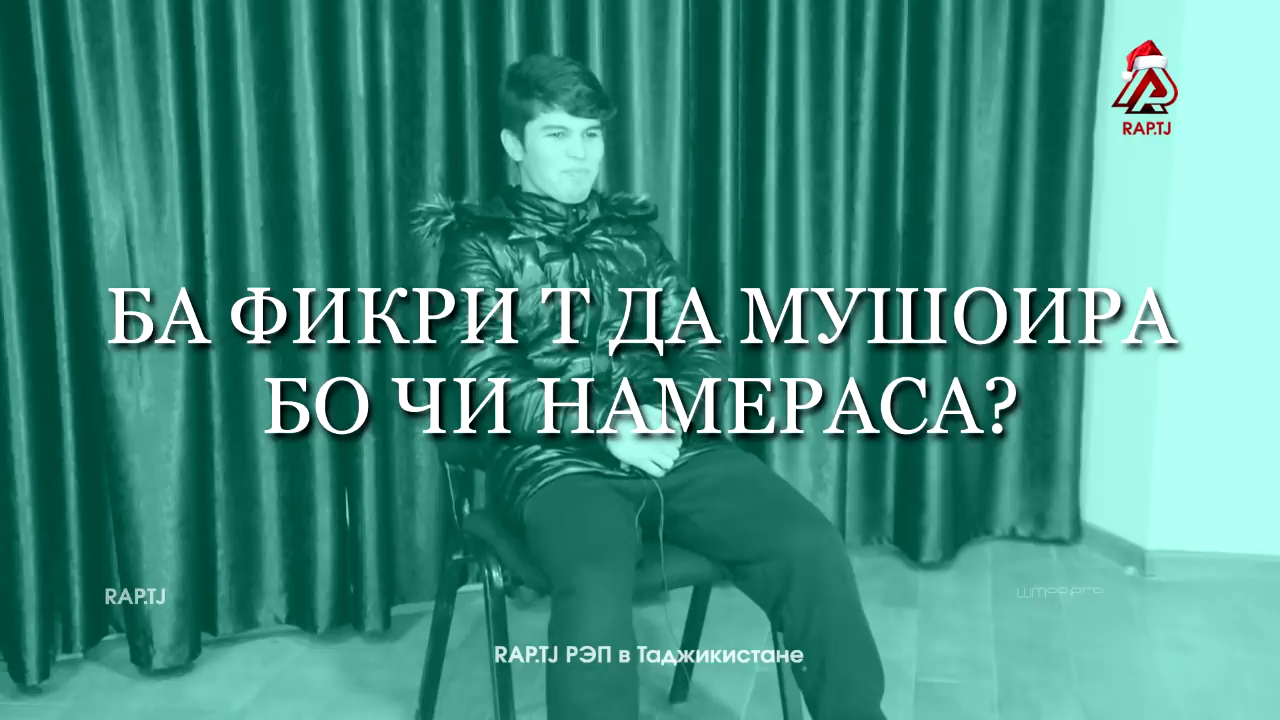 RAP.TJ
БА ФИКРИ Т ДА МУШОИРА
БО ЧИ НАМЕРАСА?
RAP.TJ
RAP.TJ РЭП в Таджикистане